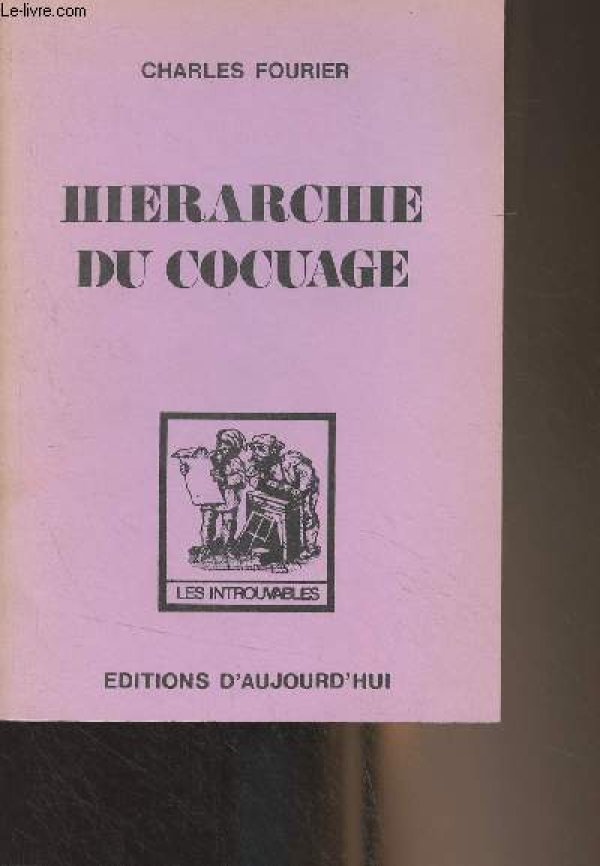 Le-livre.com
CHARLES FOURIER
HIERARCHIE
DU COCUAGE
LES INTROUVABLES
EDITIONS D'AUJOURD'HUI